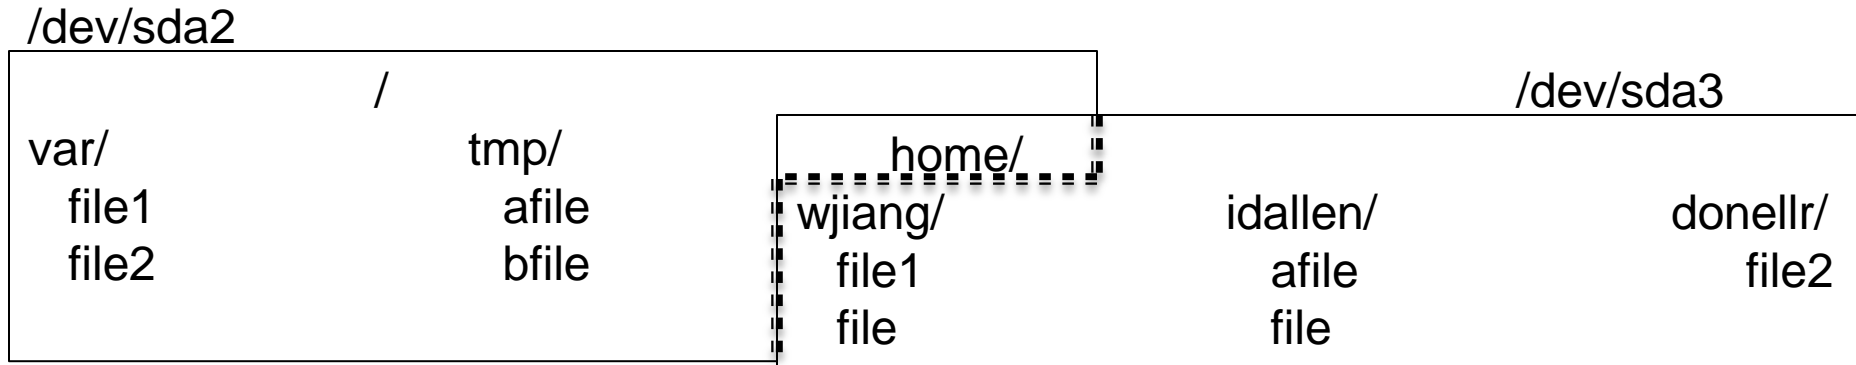 /dev/sda2
/ /dev/sda3
var/ tmp/ home/
file1 afile wjiang/ idallen/ donellr/
file2 bfile file1 afile file2
file file